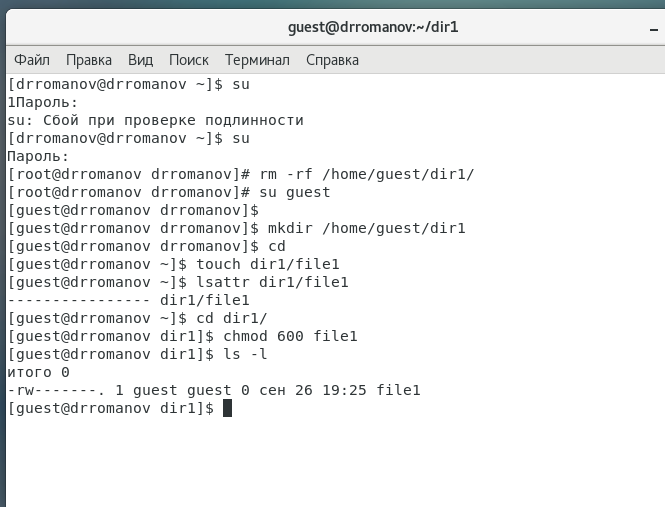 guest@drromanov:~/dir1
Файл Правка Вид Поиск Терминал Справка
[drromanov@drromanov ~]$ su
1Пароль:
su: Сбой при проверке подлинности
[drromanov@drromanov ~]$ su
Пароль:
[root@drromanov drromanov]# rm -rf /home/guest/dir1/
[root@drromanov drromanov]# su guest
[guest@drromanov drromanov]$
[guest@drromanov drromanov]$ mkdir /home/guest/dir1
[guest@drromanov drromanov]$ cd
[guest@drromanov ~]$ touch dir1/file1
[guest@drromanov ~]$ lsattr dir1/file1
---------------- dir1/file1
[guest@drromanov ~]$ cd dir1/
[guest@drromanov dir1]$ chmod 600 file1
[guest@drromanov dir1]$ ls -l
итого 0
-rw-------. 1 guest guest 0 сен 26 19:25 file1
[guest@drromanov dir1]$